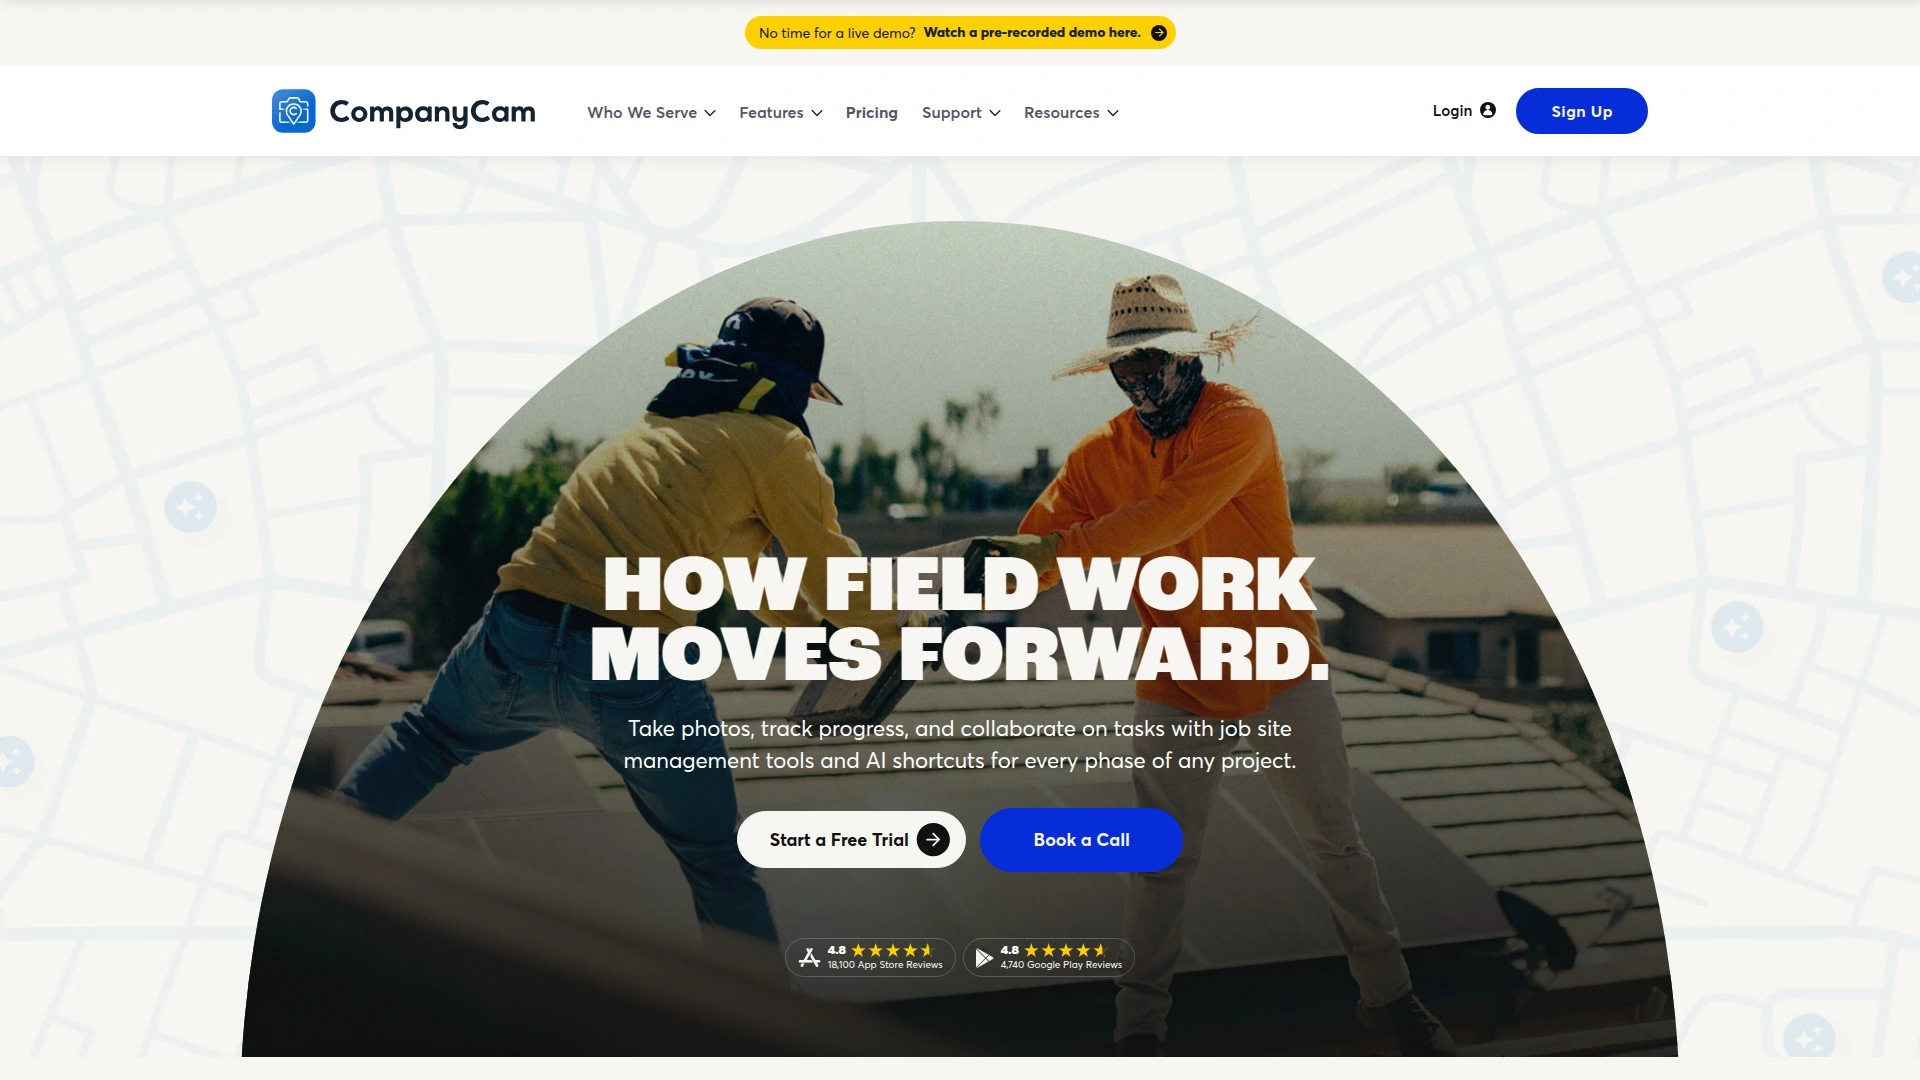 No time for a live demo? Watch a pre-recorded demo here.
CompanyCam
Who We Serve
Features
Pricing
Support
Resources
Login
Sign Up
HOW FIELD WORK
MOVES FORWARD.
Take photos, track progress, and collaborate on tasks with job site
management tools and AI shortcuts for every phase of any project.
Start a Free Trial
Book a Call
4.8
18,100 App Store Reviews
4.8
4,740 Google Play Reviews